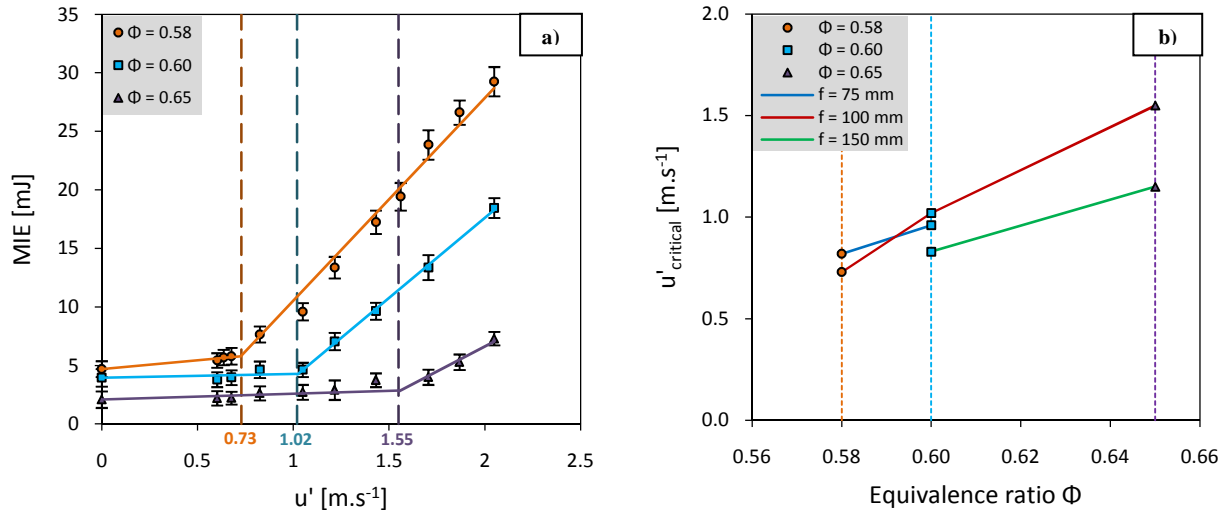 a)
Φ = 0.58
Φ = 0.60
Φ = 0.65
MIE [mJ]
35
30
25
20
15
10
5
0
0.73
1.02
1.55
0
0.5
1
1.5
2
2.5
u' [m.s⁻¹]
b)
Φ = 0.58
Φ = 0.60
Φ = 0.65
f = 75 mm
f = 100 mm
f = 150 mm
u'critical [m.s⁻¹]
2.0
1.5
1.0
0.5
0.0
0.56
0.58
0.60
0.62
0.64
0.66
Equivalence ratio Φ